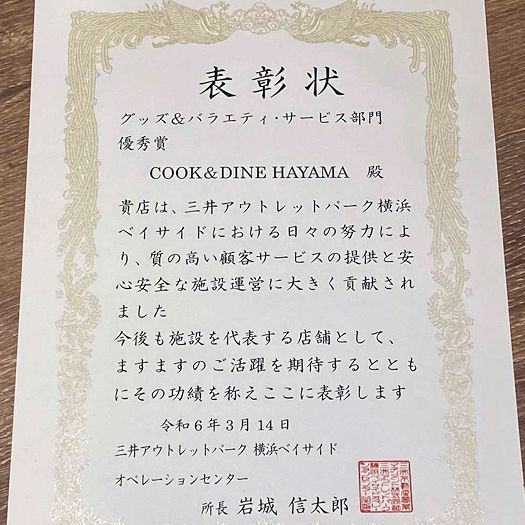 表彰状
グッズ&バラエティ・サービス部門
優秀賞
COOK&DINE HAYAMA 殿
貴店は、三井アウトレットパーク横浜
ベイサイドにおける日々の努力によ
り、質の高い顧客サービスの提供と安
心安全な施設運営に大きく貢献され
ました
今後も施設を代表する店舗として、
ますますのご活躍を期待するととも
にその功績を称えここに表彰します
令和6年3月14日
三井アウトレットパーク 横浜ベイサイド
オペレーションセンター
所長 岩城 信太郎